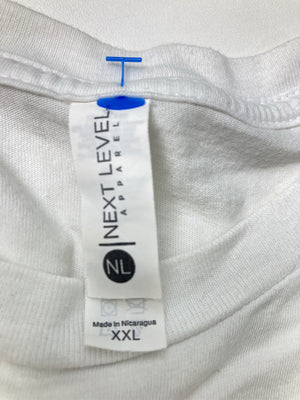 NEXT LEVEL
APPAREL
NL
Made in Nicaragua
XXL